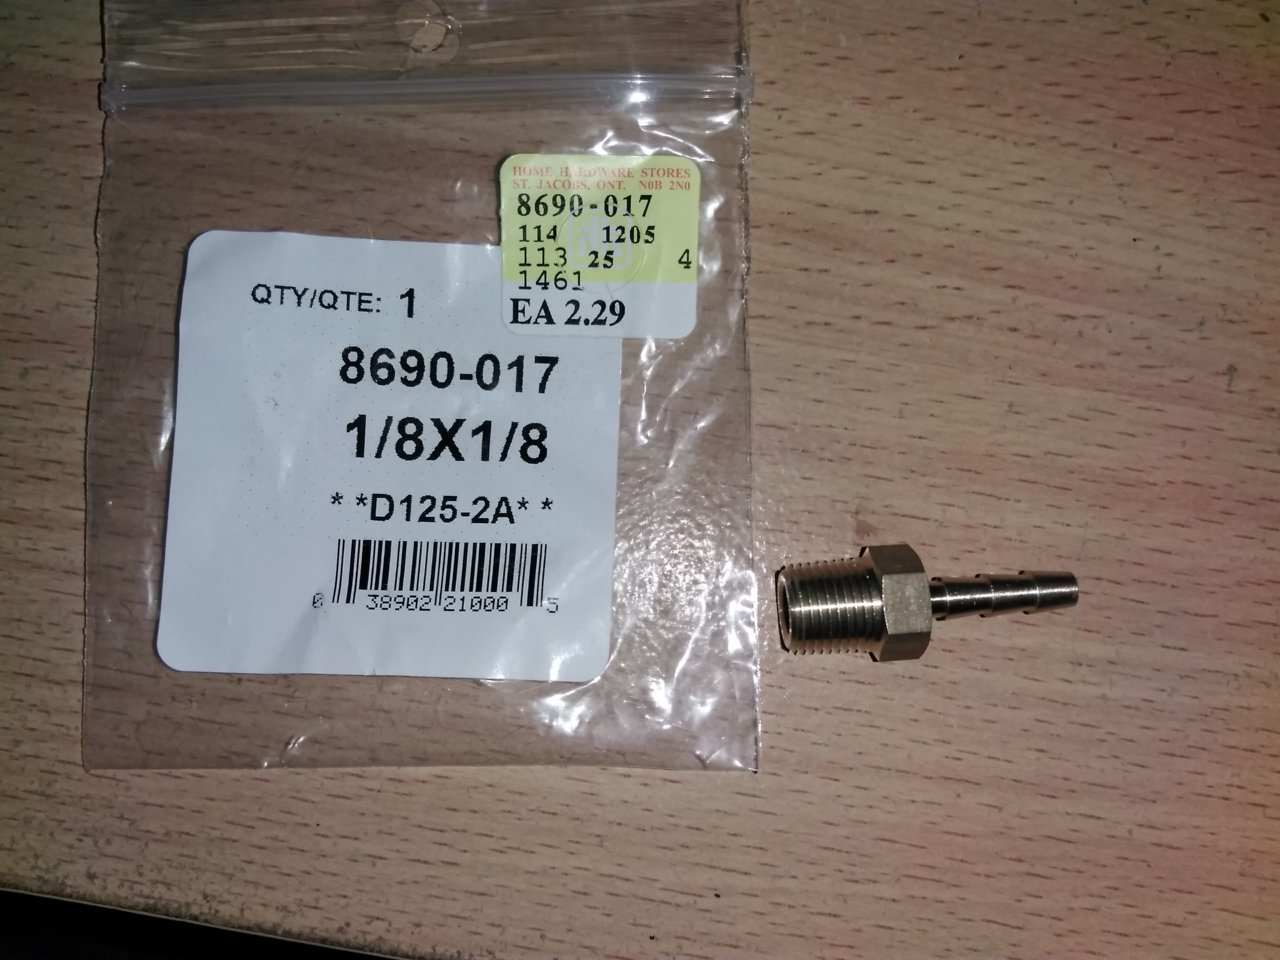 HOME HARDWARE STORES
ST. JACOBS, ONT. N0B 2N0
8690-017
114 1205
113 25 4
1461
EA 2.29
QTY/QTE: 1
8690-017
1/8X1/8
**D125-2A**
0 38902 21000 5